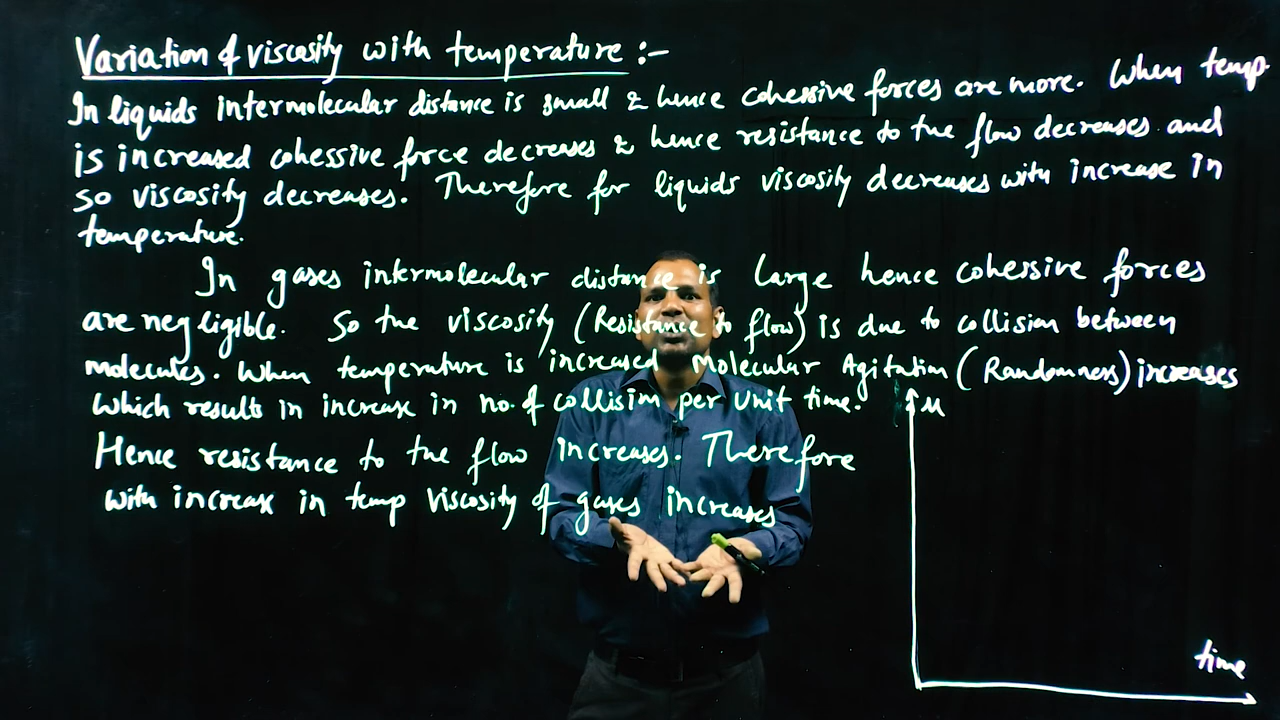 Variation of viscosity with temperature :-
In liquids intermolecular distance is small & hence cohessive forces are more. When temp.
is increased cohessive force decreases & hence resistance to the flow decreases and
so viscosity decreases. Therefore for liquids viscosity decreases with increase in
temperature.
In gases intermolecular distance is large hence cohessive forces
are negligible. So the viscosity (Resistance to flow) is due to collision between
molecules. When temperature is increased Molecular Agitation (Randomness) increases
which results in increase in no. of collision per unit time.
Hence resistance to the flow increases. Therefore
with increase in temp viscosity of gases increases
μ
time